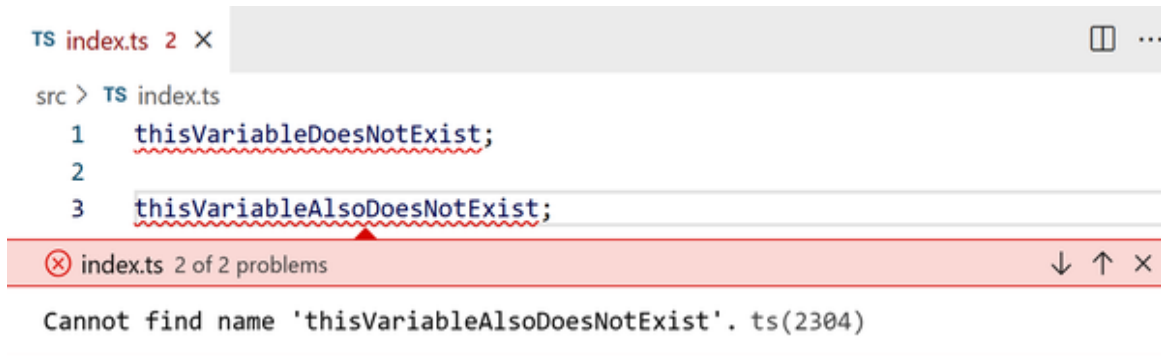 TS index.ts 2 ×
src > TS index.ts
1 thisVariableDoesNotExist;
2
3 thisVariableAlsoDoesNotExist;
index.ts 2 of 2 problems
Cannot find name 'thisVariableAlsoDoesNotExist'. ts(2304)